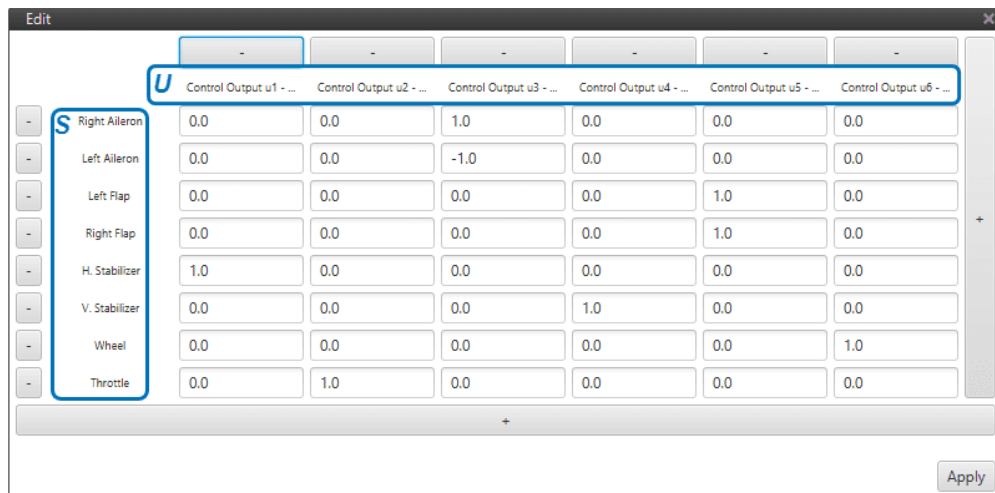 Edit
- - - - - -
U Control Output u1 - ... Control Output u2 - ... Control Output u3 - ... Control Output u4 - ... Control Output u5 - ... Control Output u6 - ...
- S Right Aileron 0.0 0.0 1.0 0.0 0.0 0.0
- Left Aileron 0.0 0.0 -1.0 0.0 0.0 0.0
- Left Flap 0.0 0.0 0.0 0.0 1.0 0.0
- Right Flap 0.0 0.0 0.0 0.0 1.0 0.0 +
- H. Stabilizer 1.0 0.0 0.0 0.0 0.0 0.0
- V. Stabilizer 0.0 0.0 0.0 1.0 0.0 0.0
- Wheel 0.0 0.0 0.0 0.0 0.0 1.0
- Throttle 0.0 1.0 0.0 0.0 0.0 0.0
+
Apply